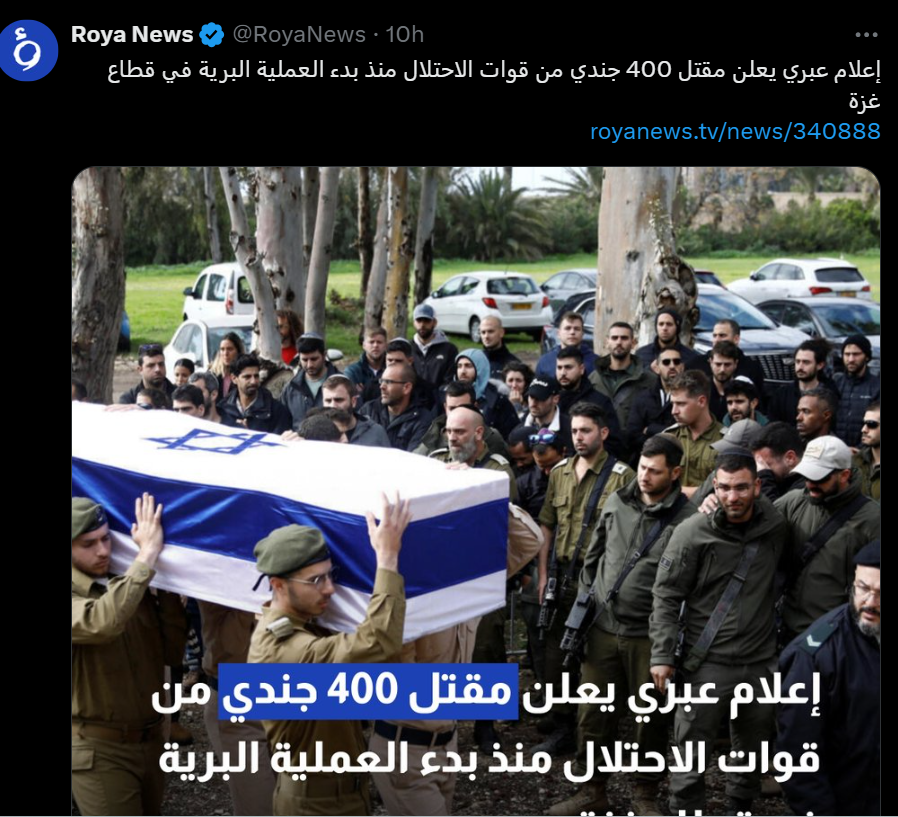 Roya News @RoyaNews · 10h
إعلام عبري يعلن مقتل 400 جندي من قوات الاحتلال منذ بدء العملية البرية في قطاع
غزة
royanews.tv/news/340888
إعلام عبري يعلن مقتل 400 جندي من
قوات الاحتلال منذ بدء العملية البرية